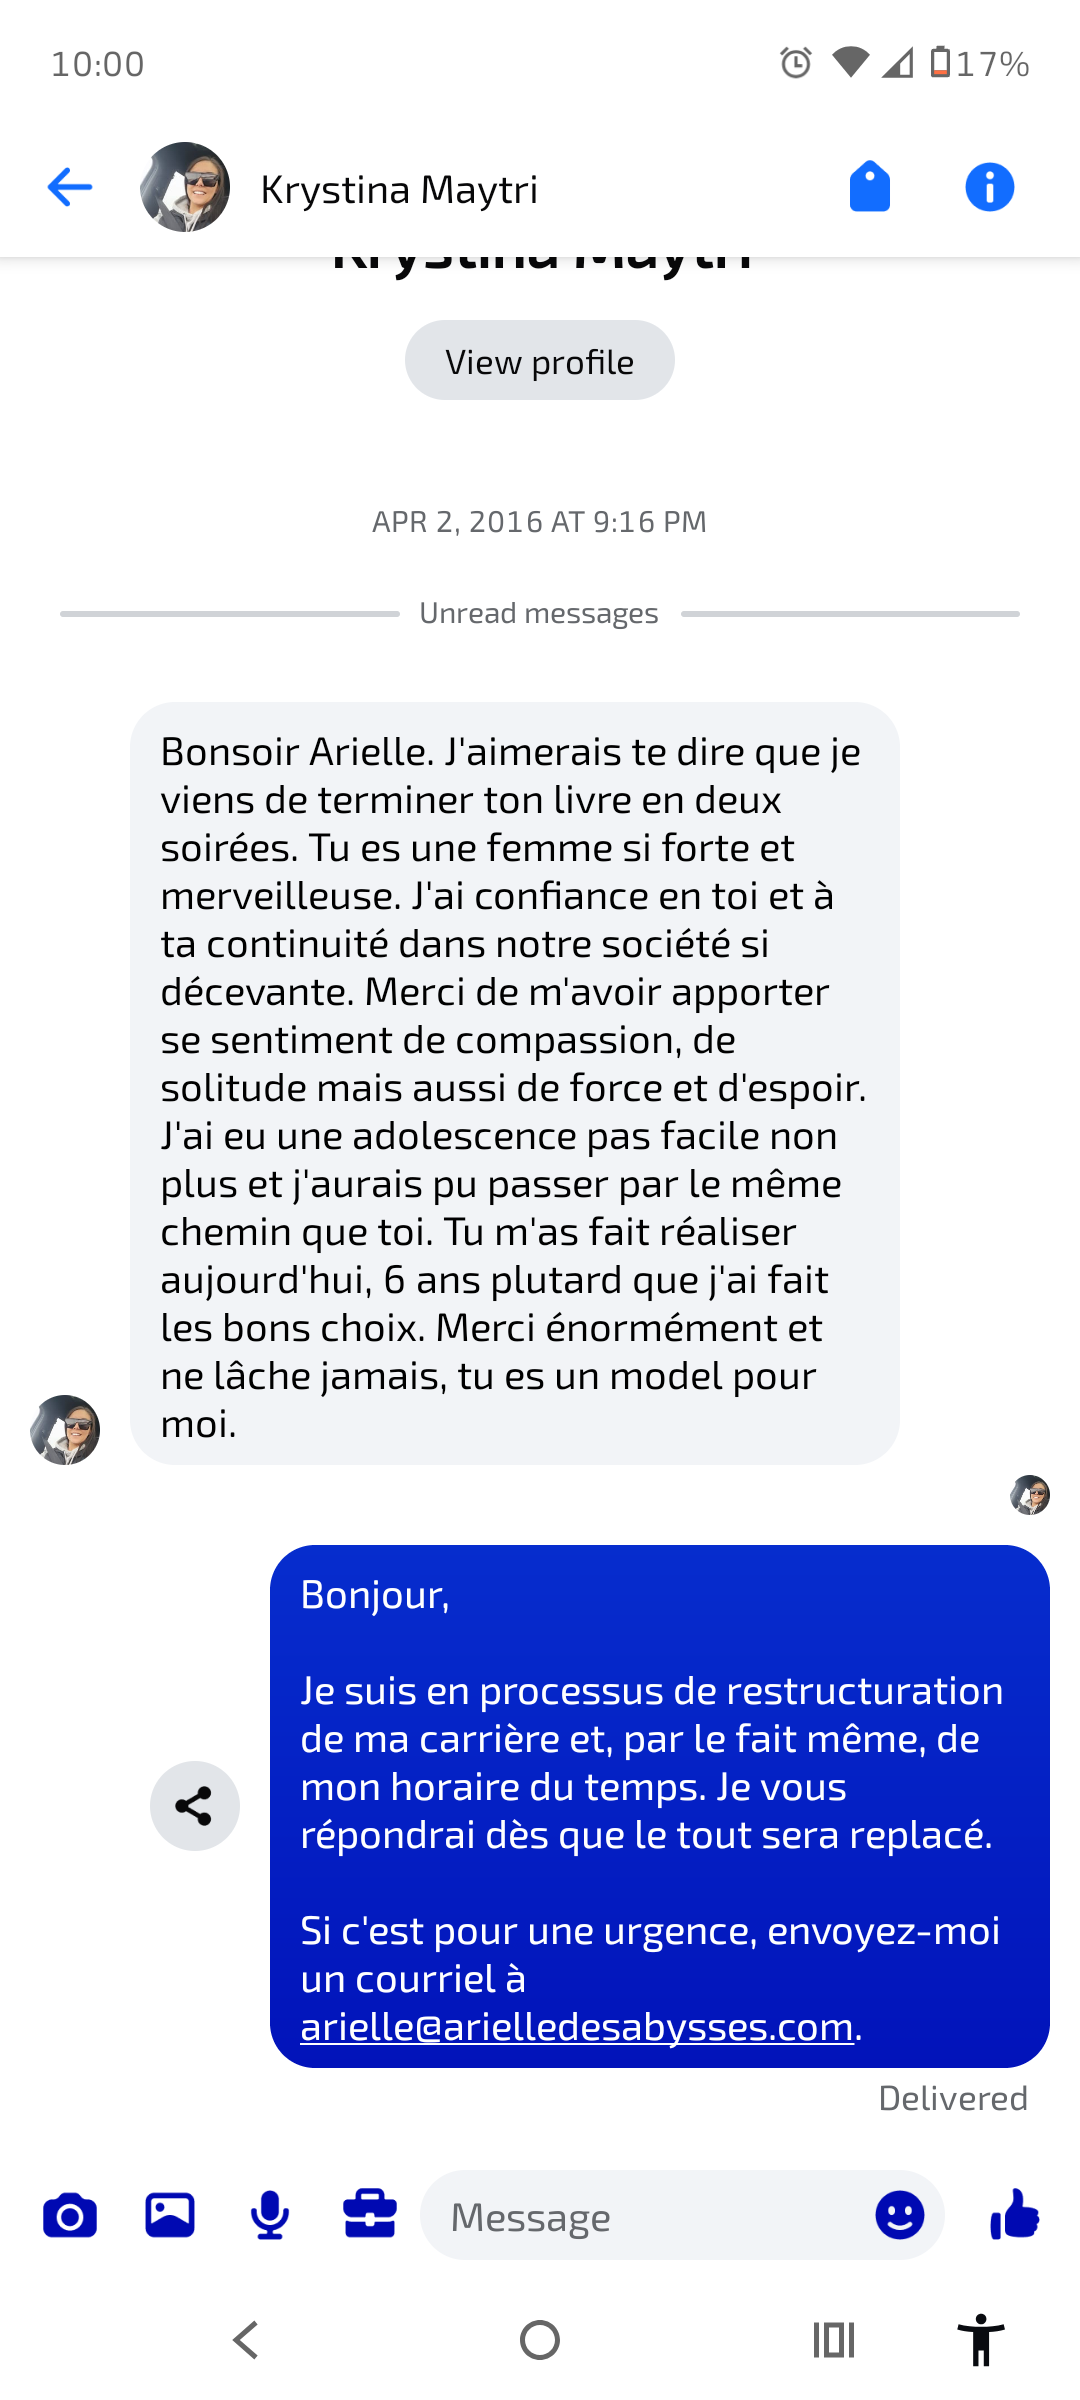 10:00
17%
Krystina Maytri
Krystina Maytri
View profile
APR 2, 2016 AT 9:16 PM
Unread messages
Bonsoir Arielle. J'aimerais te dire que je
viens de terminer ton livre en deux
soirées. Tu es une femme si forte et
merveilleuse. J'ai confiance en toi et à
ta continuité dans notre société si
décevante. Merci de m'avoir apporter
se sentiment de compassion, de
solitude mais aussi de force et d'espoir.
J'ai eu une adolescence pas facile non
plus et j'aurais pu passer par le même
chemin que toi. Tu m'as fait réaliser
aujourd'hui, 6 ans plutard que j'ai fait
les bons choix. Merci énormément et
ne lâche jamais, tu es un model pour
moi.
Bonjour,
Je suis en processus de restructuration
de ma carrière et, par le fait même, de
mon horaire du temps. Je vous
répondrai dès que le tout sera replacé.
Si c'est pour une urgence, envoyez-moi
un courriel à
arielle@arielledesabysses.com.
Delivered
Message